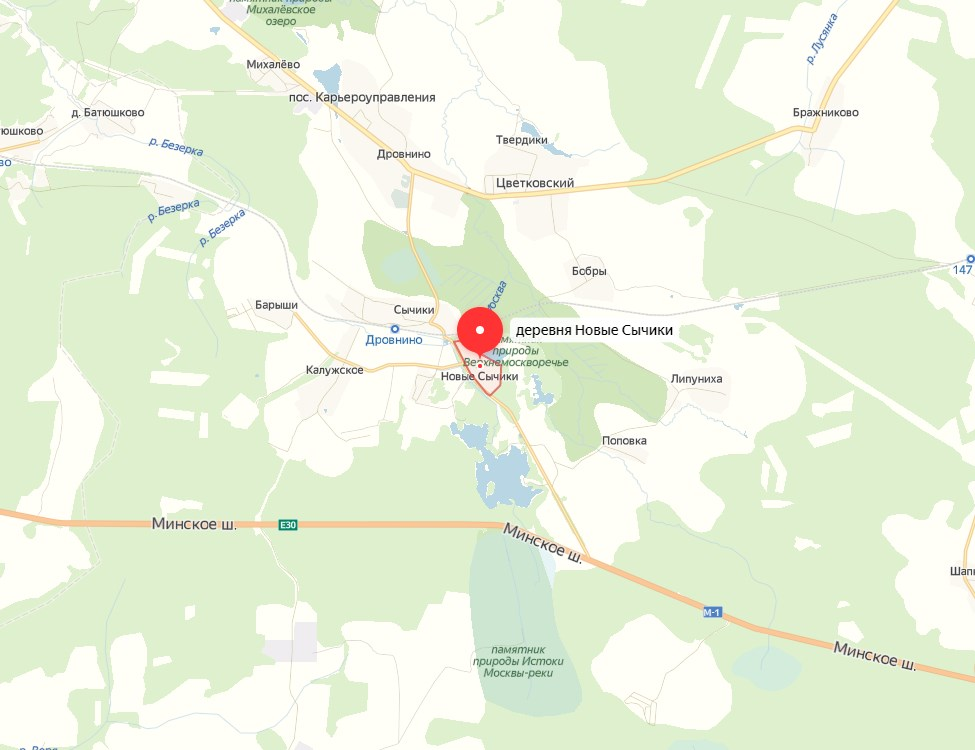 памятник природы
Михалёвское
озеро
р. Лусянка
Михалёво
пос. Карьероуправления
д. Батюшково
Бражниково
р. Безерка
Твердики
Дровнино
Цветковский
р. Безерка
р. Безерка
147
Бобры
Барыши
Сычики
Дровнино
деревня Новые Сычики
природы
Верхнемоскворечье
Калужское
Новые Сычики
Липуниха
Поповка
Минское ш.
E30
Минское ш.
М-1
Минское ш.
памятник
природы Истоки
Москвы-реки